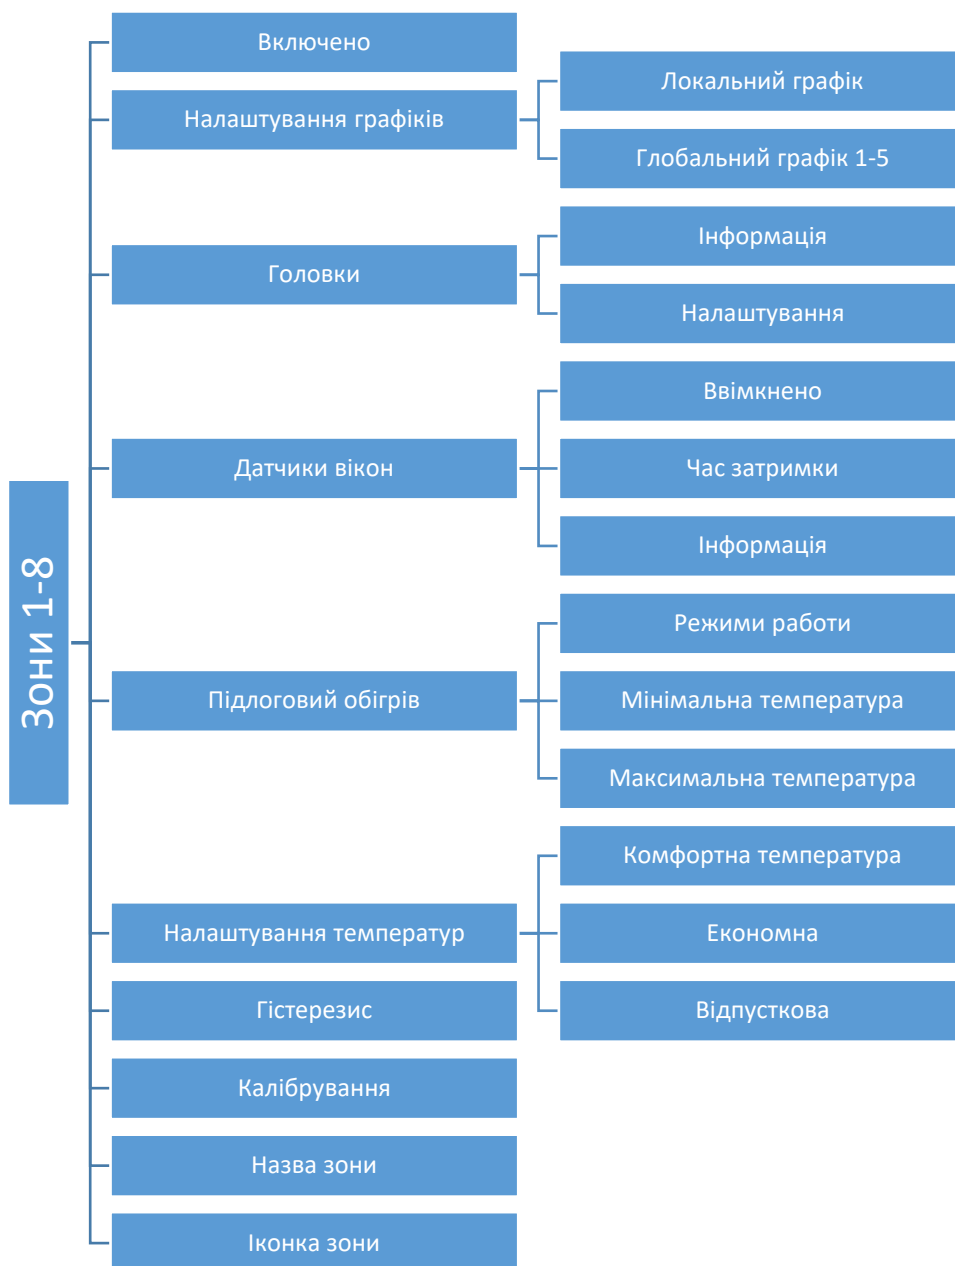 Зони 1-8
Включено
Налаштування графіків
Локальний графік
Глобальний графік 1-5
Головки
Інформація
Налаштування
Датчики вікон
Ввімкнено
Час затримки
Інформація
Підлоговий обігрів
Режими работи
Мінімальна температура
Максимальна температура
Налаштування температур
Комфортна температура
Економна
Відпусткова
Гістерезис
Калібрування
Назва зони
Іконка зони